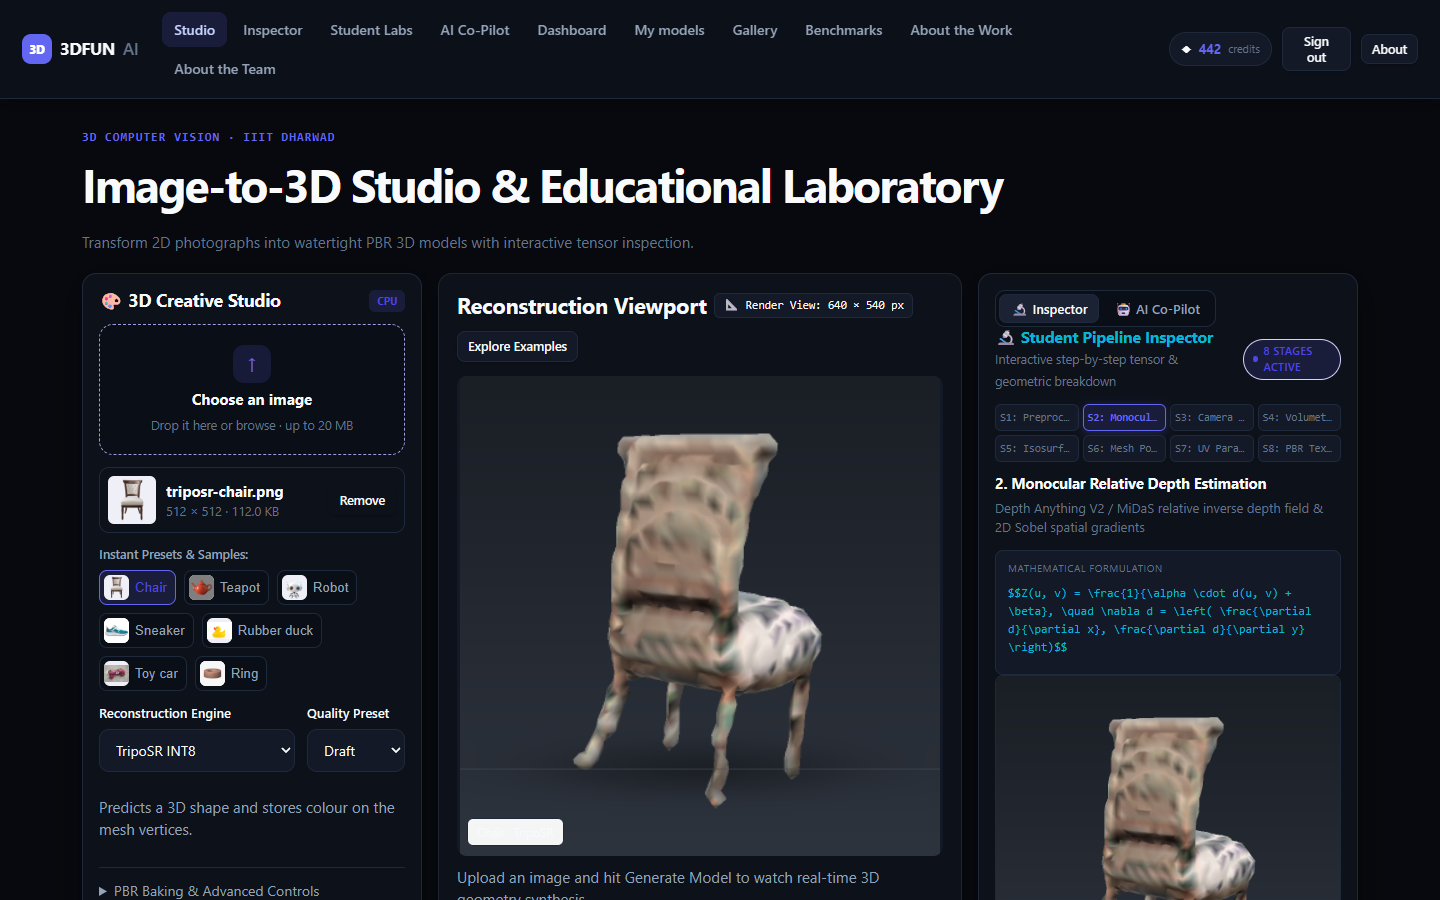 3D 3DFUN AI
Studio Inspector Student Labs AI Co-Pilot Dashboard My models Gallery Benchmarks About the Work
About the Team
442 credits
Sign out
About
3D COMPUTER VISION · IIIT DHARWAD
Image-to-3D Studio & Educational Laboratory
Transform 2D photographs into watertight PBR 3D models with interactive tensor inspection.
3D Creative Studio CPU
↑
Choose an image
Drop it here or browse · up to 20 MB
triposr-chair.png
512 × 512 · 112.0 KB
Remove
Instant Presets & Samples:
Chair Teapot Robot
Sneaker Rubber duck
Toy car Ring
Reconstruction Engine Quality Preset
TripoSR INT8 Draft
Predicts a 3D shape and stores colour on the
mesh vertices.
PBR Baking & Advanced Controls
Reconstruction Viewport Render View: 640 × 540 px
Explore Examples
Upload an image and hit Generate Model to watch real-time 3D
geometry synthesis
Inspector AI Co-Pilot
Student Pipeline Inspector
Interactive step-by-step tensor &
geometric breakdown
8 STAGES
ACTIVE
S1: Preproc… S2: Monocul… S3: Camera … S4: Volumet…
S5: Isosurf… S6: Mesh Po… S7: UV Para… S8: PBR Tex…
2. Monocular Relative Depth Estimation
Depth Anything V2 / MiDaS relative inverse depth field &
2D Sobel spatial gradients
MATHEMATICAL FORMULATION
$$Z(u, v) = \frac{1}{\alpha \cdot d(u, v) +
\beta}, \quad \nabla d = \left( \frac{\partial
d}{\partial x}, \frac{\partial d}{\partial y}
\right)$$